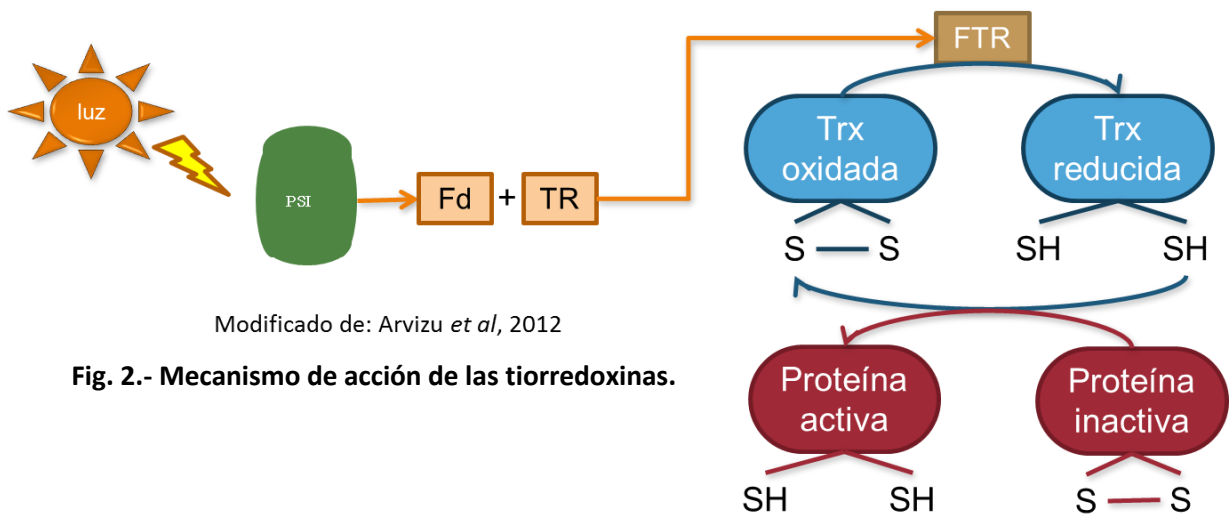 luz
PSI
Fd + TR
FTR
Trx
oxidada
Trx
reducida
S S
SH SH
Modificado de: Arvizu et al, 2012
Fig. 2.- Mecanismo de acción de las tiorredoxinas.
Proteína
activa
Proteína
inactiva
SH SH
S S